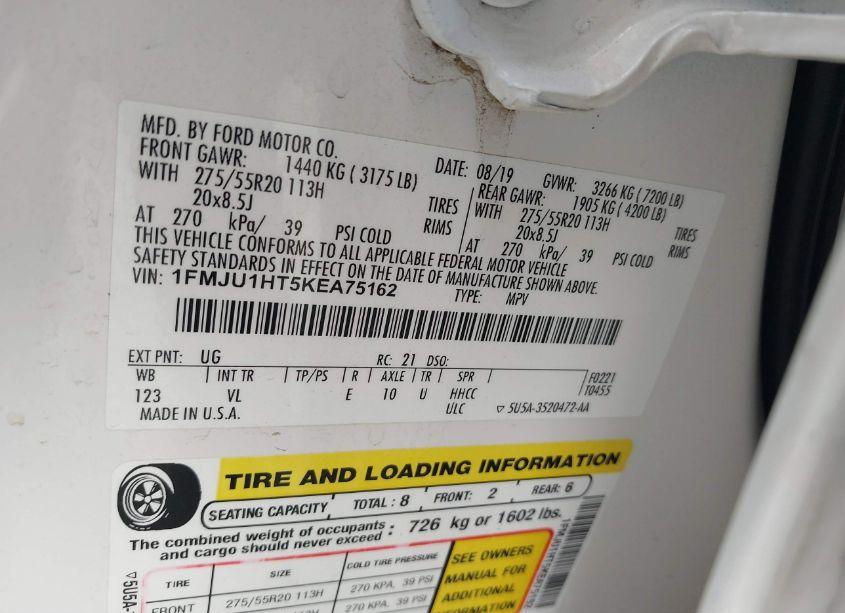 MFD. BY FORD MOTOR CO.
DATE: 08/19 GVWR: 3266 KG (7200 LB)
FRONT GAWR: 1440 KG (3175 LB) REAR GAWR: 1905 KG (4200 LB)
WITH 275/55R20 113H TIRES WITH 275/55R20 113H TIRES
20x8.5J RIMS 20x8.5J RIMS
AT 270 kPa/ 39 PSI COLD AT 270 kPa/ 39 PSI COLD
THIS VEHICLE CONFORMS TO ALL APPLICABLE FEDERAL MOTOR VEHICLE
SAFETY STANDARDS IN EFFECT ON THE DATE OF MANUFACTURE SHOWN ABOVE.
VIN: 1FMJU1HT5KEA75162 TYPE: MPV
EXT PNT: UG RC: 21 DSO:
WB INT TR TP/PS R AXLE TR SPR F0221
123 VL E 10 U HHCC T0455
MADE IN U.S.A. ULC 5U5A-3520472-AA
TIRE AND LOADING INFORMATION
SEATING CAPACITY TOTAL: 8 FRONT: 2 REAR: 6
The combined weight of occupants and cargo should never exceed : 726 kg or 1602 lbs.
TIRE SIZE COLD TIRE PRESSURE
FRONT 275/55R20 113H 270 KPA, 39 PSI
SEE OWNERS
MANUAL FOR
ADDITIONAL
INFORMATION
5U5A-